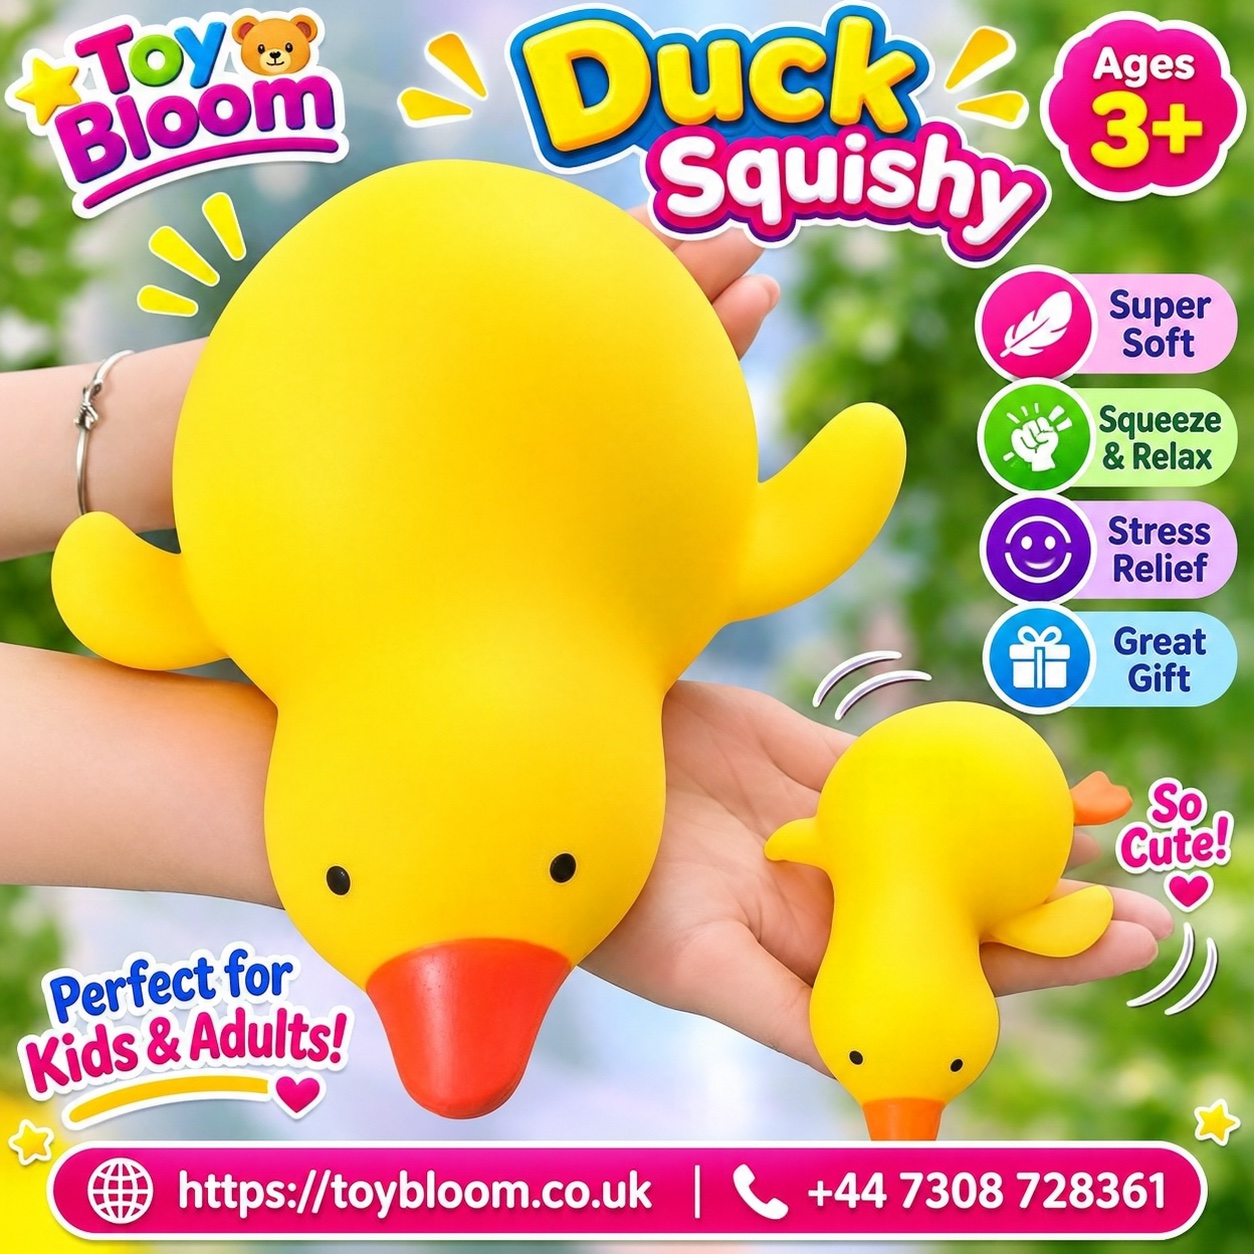 Toy
Bloom
Duck
Squishy
Ages
3+
Super
Soft
Squeeze
& Relax
Stress
Relief
Great
Gift
So
Cute!
Perfect for
Kids & Adults!
https://toybloom.co.uk | +44 7308 728361